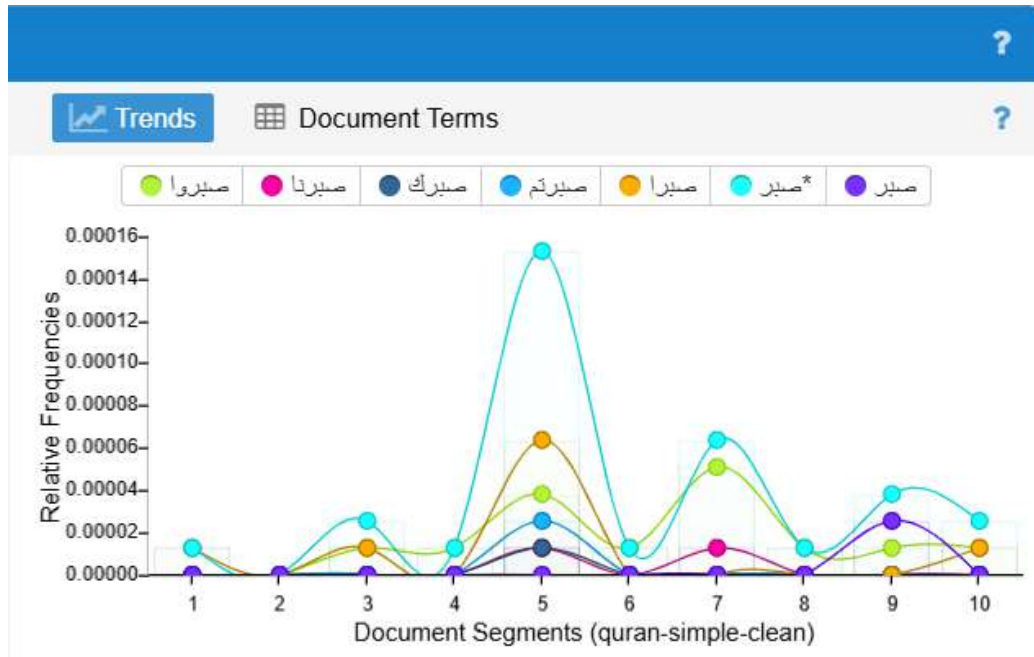 ?
Trends Document Terms ?
صبروا صبرنا صبرك صبرتم صبرا صبر* صبر
0.00016
0.00014
0.00012
0.00010
0.00008
0.00006
0.00004
0.00002
0.00000
Relative Frequencies
1 2 3 4 5 6 7 8 9 10
Document Segments (quran-simple-clean)